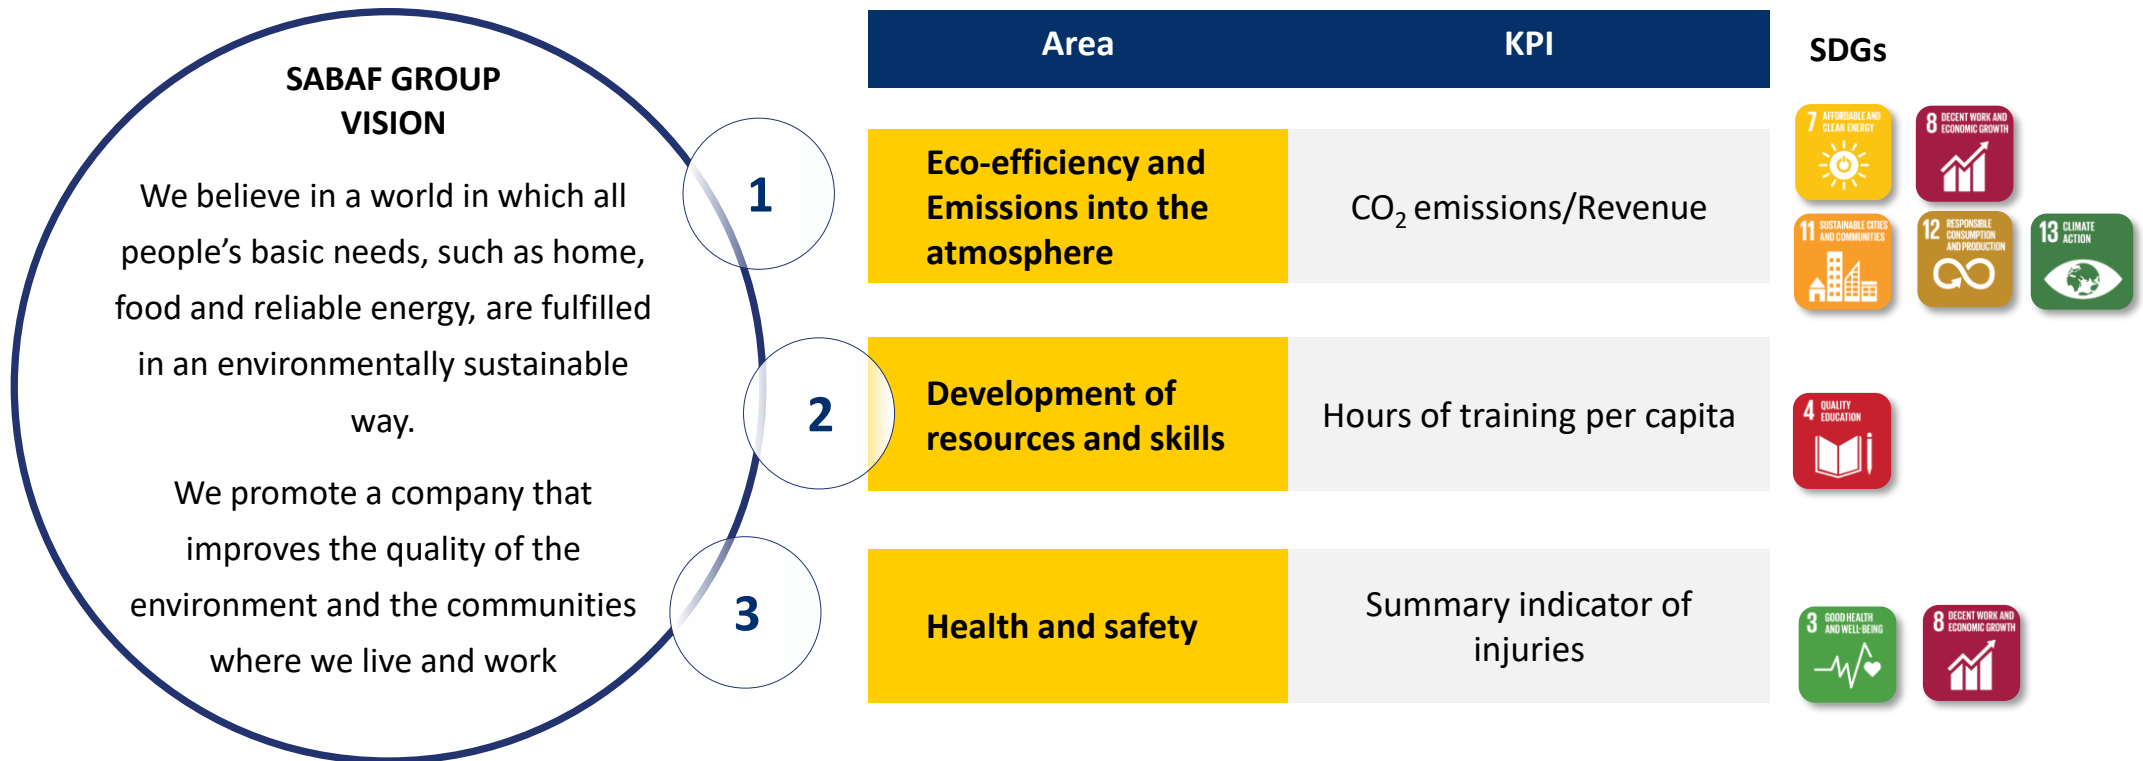 SABAF GROUP
VISION
We believe in a world in which all
people’s basic needs, such as home,
food and reliable energy, are fulfilled
in an environmentally sustainable
way.
We promote a company that
improves the quality of the
environment and the communities
where we live and work
Area KPI SDGs
1
Eco-efficiency and
Emissions into the
atmosphere
CO₂ emissions/Revenue
7 AFFORDABLE AND
CLEAN ENERGY
8 DECENT WORK AND
ECONOMIC GROWTH
11 SUSTAINABLE CITIES
AND COMMUNITIES
12 RESPONSIBLE
CONSUMPTION
AND PRODUCTION
13 CLIMATE
ACTION
2
Development of
resources and skills
Hours of training per capita
4 QUALITY
EDUCATION
3
Health and safety
Summary indicator of
injuries
3 GOOD HEALTH
AND WELL-BEING
8 DECENT WORK AND
ECONOMIC GROWTH